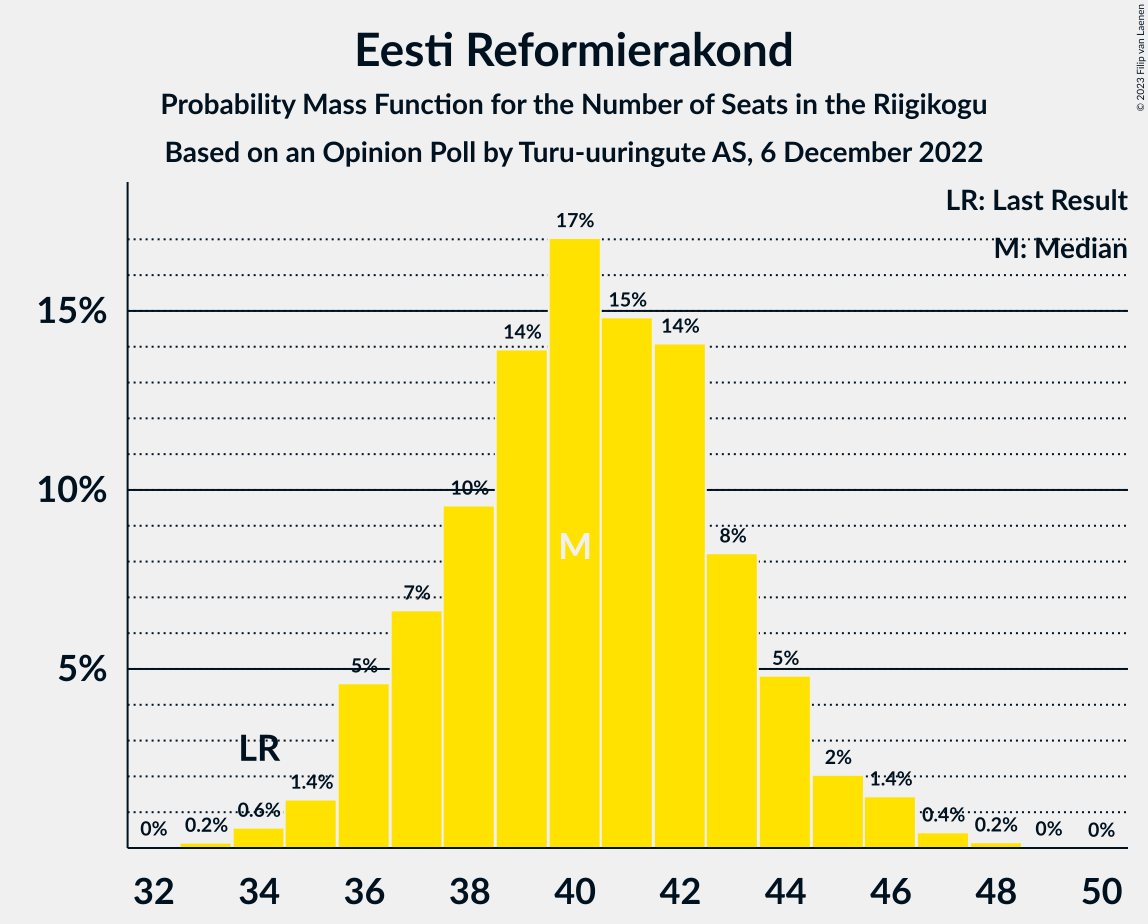 Eesti Reformierakond
Probability Mass Function for the Number of Seats in the Riigikogu
Based on an Opinion Poll by Turu-uuringute AS, 6 December 2022
© 2023 Filip van Laenen
LR: Last Result
M: Median
15%
10%
5%
0%
0.2%
0.6%
LR
1.4%
5%
7%
10%
14%
17%
M
15%
14%
8%
5%
2%
1.4%
0.4%
0.2%
0%
0%
32 34 36 38 40 42 44 46 48 50